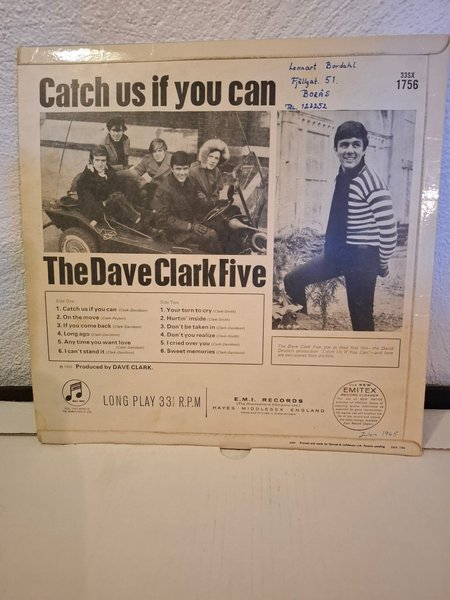 Lennart Bordahl
Fjällgat. 51.
BORÅS
TEL. 123252
33SX
1756
Catch us if you can
The Dave Clark Five
Side One
1. Catch us if you can (Clark-Davidson)
2. On the move (Clark-Payton)
3. If you come back (Clark-Davidson)
4. Long ago (Clark-Davidson)
5. Any time you want love
(Clark-Davidson)
6. I can't stand it (Clark-Davidson)
Side Two
1. Your turn to cry (Clark-Smith)
2. Hurtin' inside (Clark-Smith)
3. Don't be taken in (Clark-Davidson)
4. Don't you realize (Clark-Smith)
5. I cried over you (Clark-Davidson)
6. Sweet memories (Clark-Davidson)
The Dave Clark Five star in their first film—the David
Deutsch production "Catch Us If You Can"—and here
are two scenes from the film.
Produced by DAVE CLARK.
LONG PLAY 33⅓ R.P.M
E.M.I. RECORDS
HAYES · MIDDLESEX · ENGLAND
THE NEW
EMITEX
RECORD CLEANER
Julen 1965